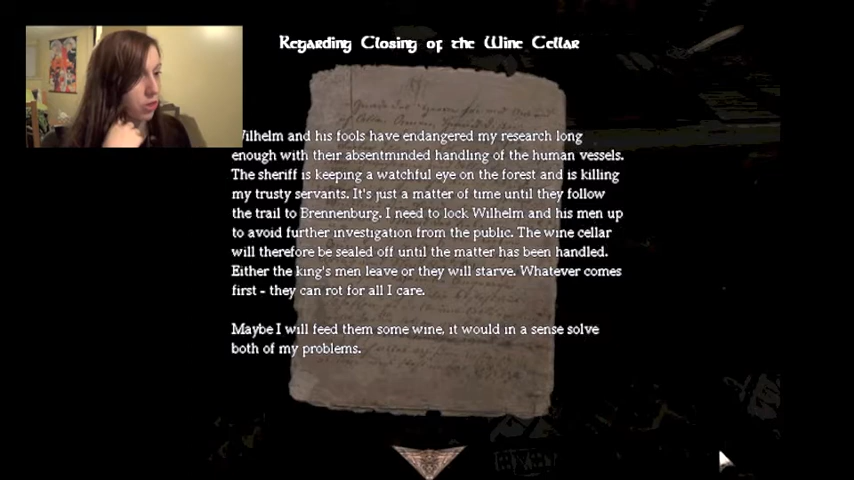 Regarding Closing of the Wine Cellar
Wilhelm and his fools have endangered my research long
enough with their absentminded handling of the human vessels.
The sheriff is keeping a watchful eye on the forest and is killing
my trusty servants. It's just a matter of time until they follow
the trail to Brennenburg. I need to lock Wilhelm and his men up
to avoid further investigation from the public. The wine cellar
will therefore be sealed off until the matter has been handled.
Either the king's men leave or they will starve. Whatever comes
first - they can rot for all I care.
Maybe I will feed them some wine, it would in a sense solve
both of my problems.